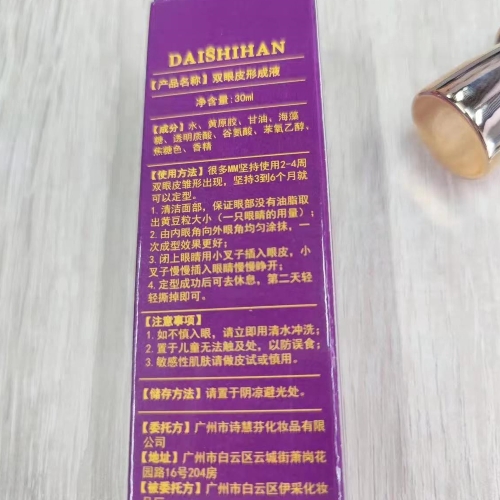 DAISHIHAN
【产品名称】双眼皮形成液
净含量:30ml
【成分】水、黄原胶、甘油、海藻
糖、透明质酸、谷氨酸、苯氧乙醇、
焦糖色、香精
【使用方法】很多MM坚持使用2-4周
双眼皮雏形出现，坚持3到6个月就
可以定型。
1. 清洁面部，保证眼部没有油脂取
出黄豆粒大小（一只眼睛的用量）；
2. 由内眼角向外眼角均匀涂抹，一
次成型效果更好；
3. 闭上眼睛用小叉子插入眼皮，小
叉子慢慢插入眼睛慢慢睁开；
4. 定型成功后可去休息，第二天轻
轻撕掉即可。
【注意事项】
1. 如不慎入眼，请立即用清水冲洗；
2. 置于儿童无法触及处，以防误食；
3. 敏感性肌肤请做皮试或慎用。
【储存方法】请置于阴凉避光处。
【委托方】广州市诗慧芬化妆品有
限公司
【地址】广州市白云区云城街萧岗花
园路16号204房
【被委托方】广州市白云区伊采化妆